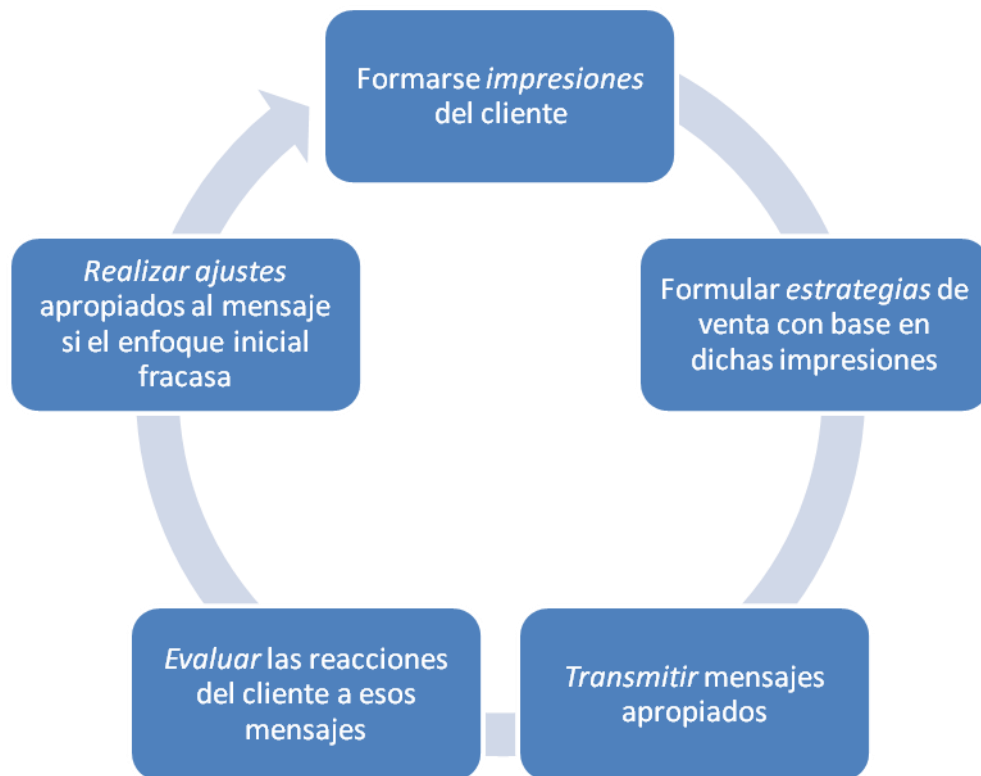 Formarse impresiones
del cliente
Formular estrategias de
venta con base en
dichas impresiones
Transmitir mensajes
apropiados
Evaluar las reacciones
del cliente a esos
mensajes
Realizar ajustes
apropiados al mensaje
si el enfoque inicial
fracasa